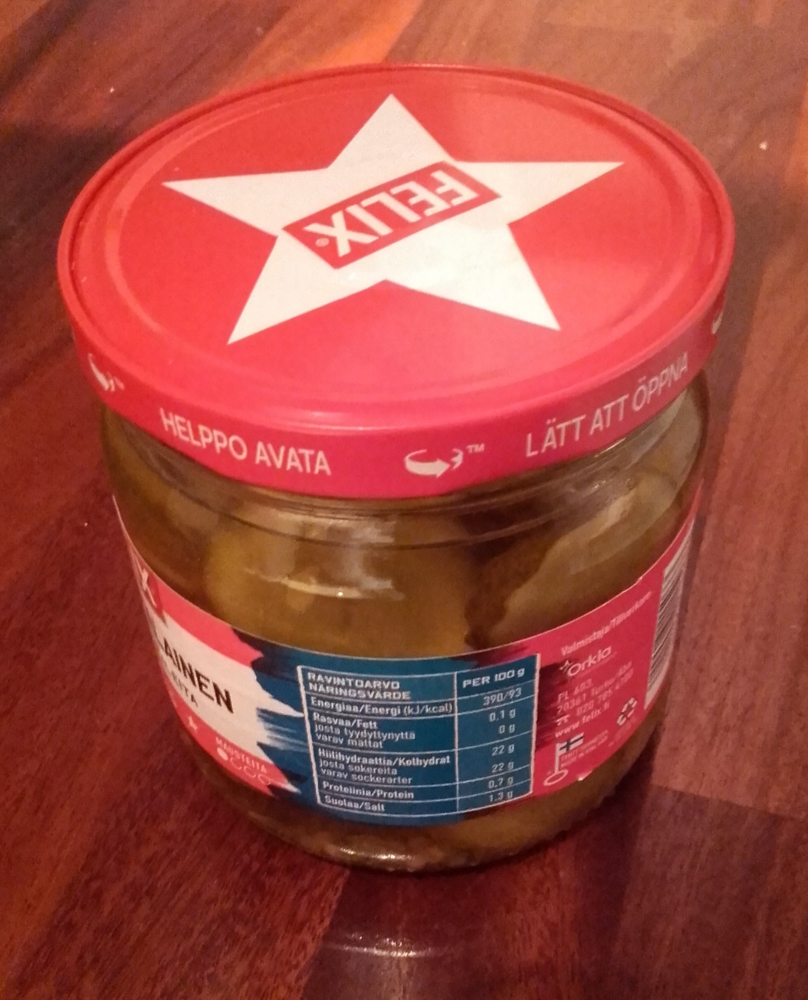 FELIX®
HELPPO AVATA
™
LÄTT ATT ÖPPNA
X
LAINEN
MAUSTEITA
RAVINTOARVO
NÄRINGSVÄRDE
PER 100 g
Energiaa/Energi (kJ/kcal)
390/93
Rasvaa/Fett
0,1 g
josta tyydyttynyttä
varav mättat
0 g
Hiilihydraattia/Kolhydrat
22 g
josta sokereita
varav sockerarter
22 g
Proteiinia/Protein
0,7 g
Suolaa/Salt
1,3 g
Valmistaja/Tillverkare:
Orkla
PL 683,
20361 Turku-Åbo
www.felix.fi